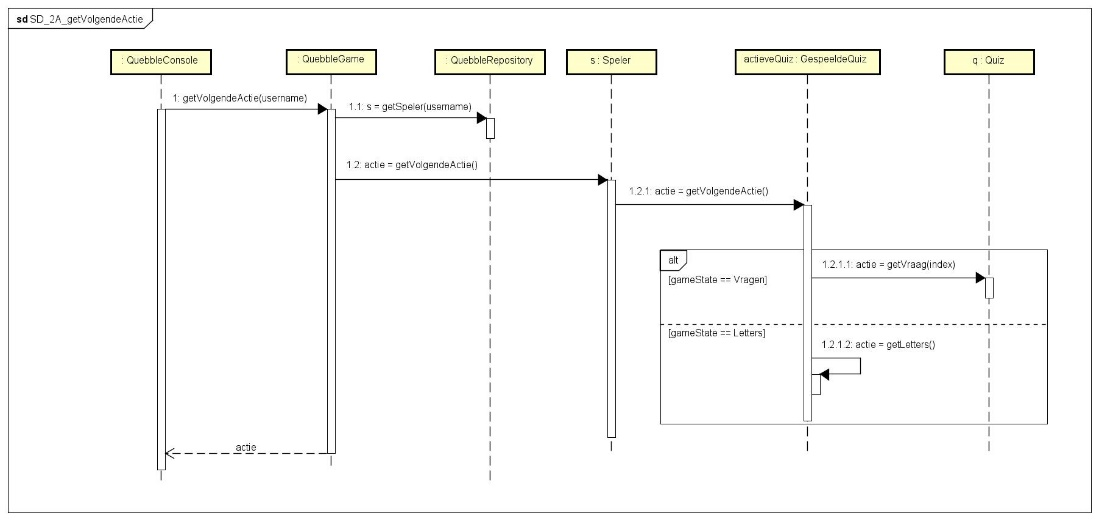 sd SD_2A_getVolgendeActie
: QuebbleConsole
: QuebbleGame
: QuebbleRepository
s : Speler
actieveQuiz : GespeeldeQuiz
q : Quiz
1: getVolgendeActie(username)
1.1: s = getSpeler(username)
1.2: actie = getVolgendeActie()
1.2.1: actie = getVolgendeActie()
alt
1.2.1.1: actie = getVraag(index)
[gameState == Vragen]
[gameState == Letters]
1.2.1.2: actie = getLetters()
actie